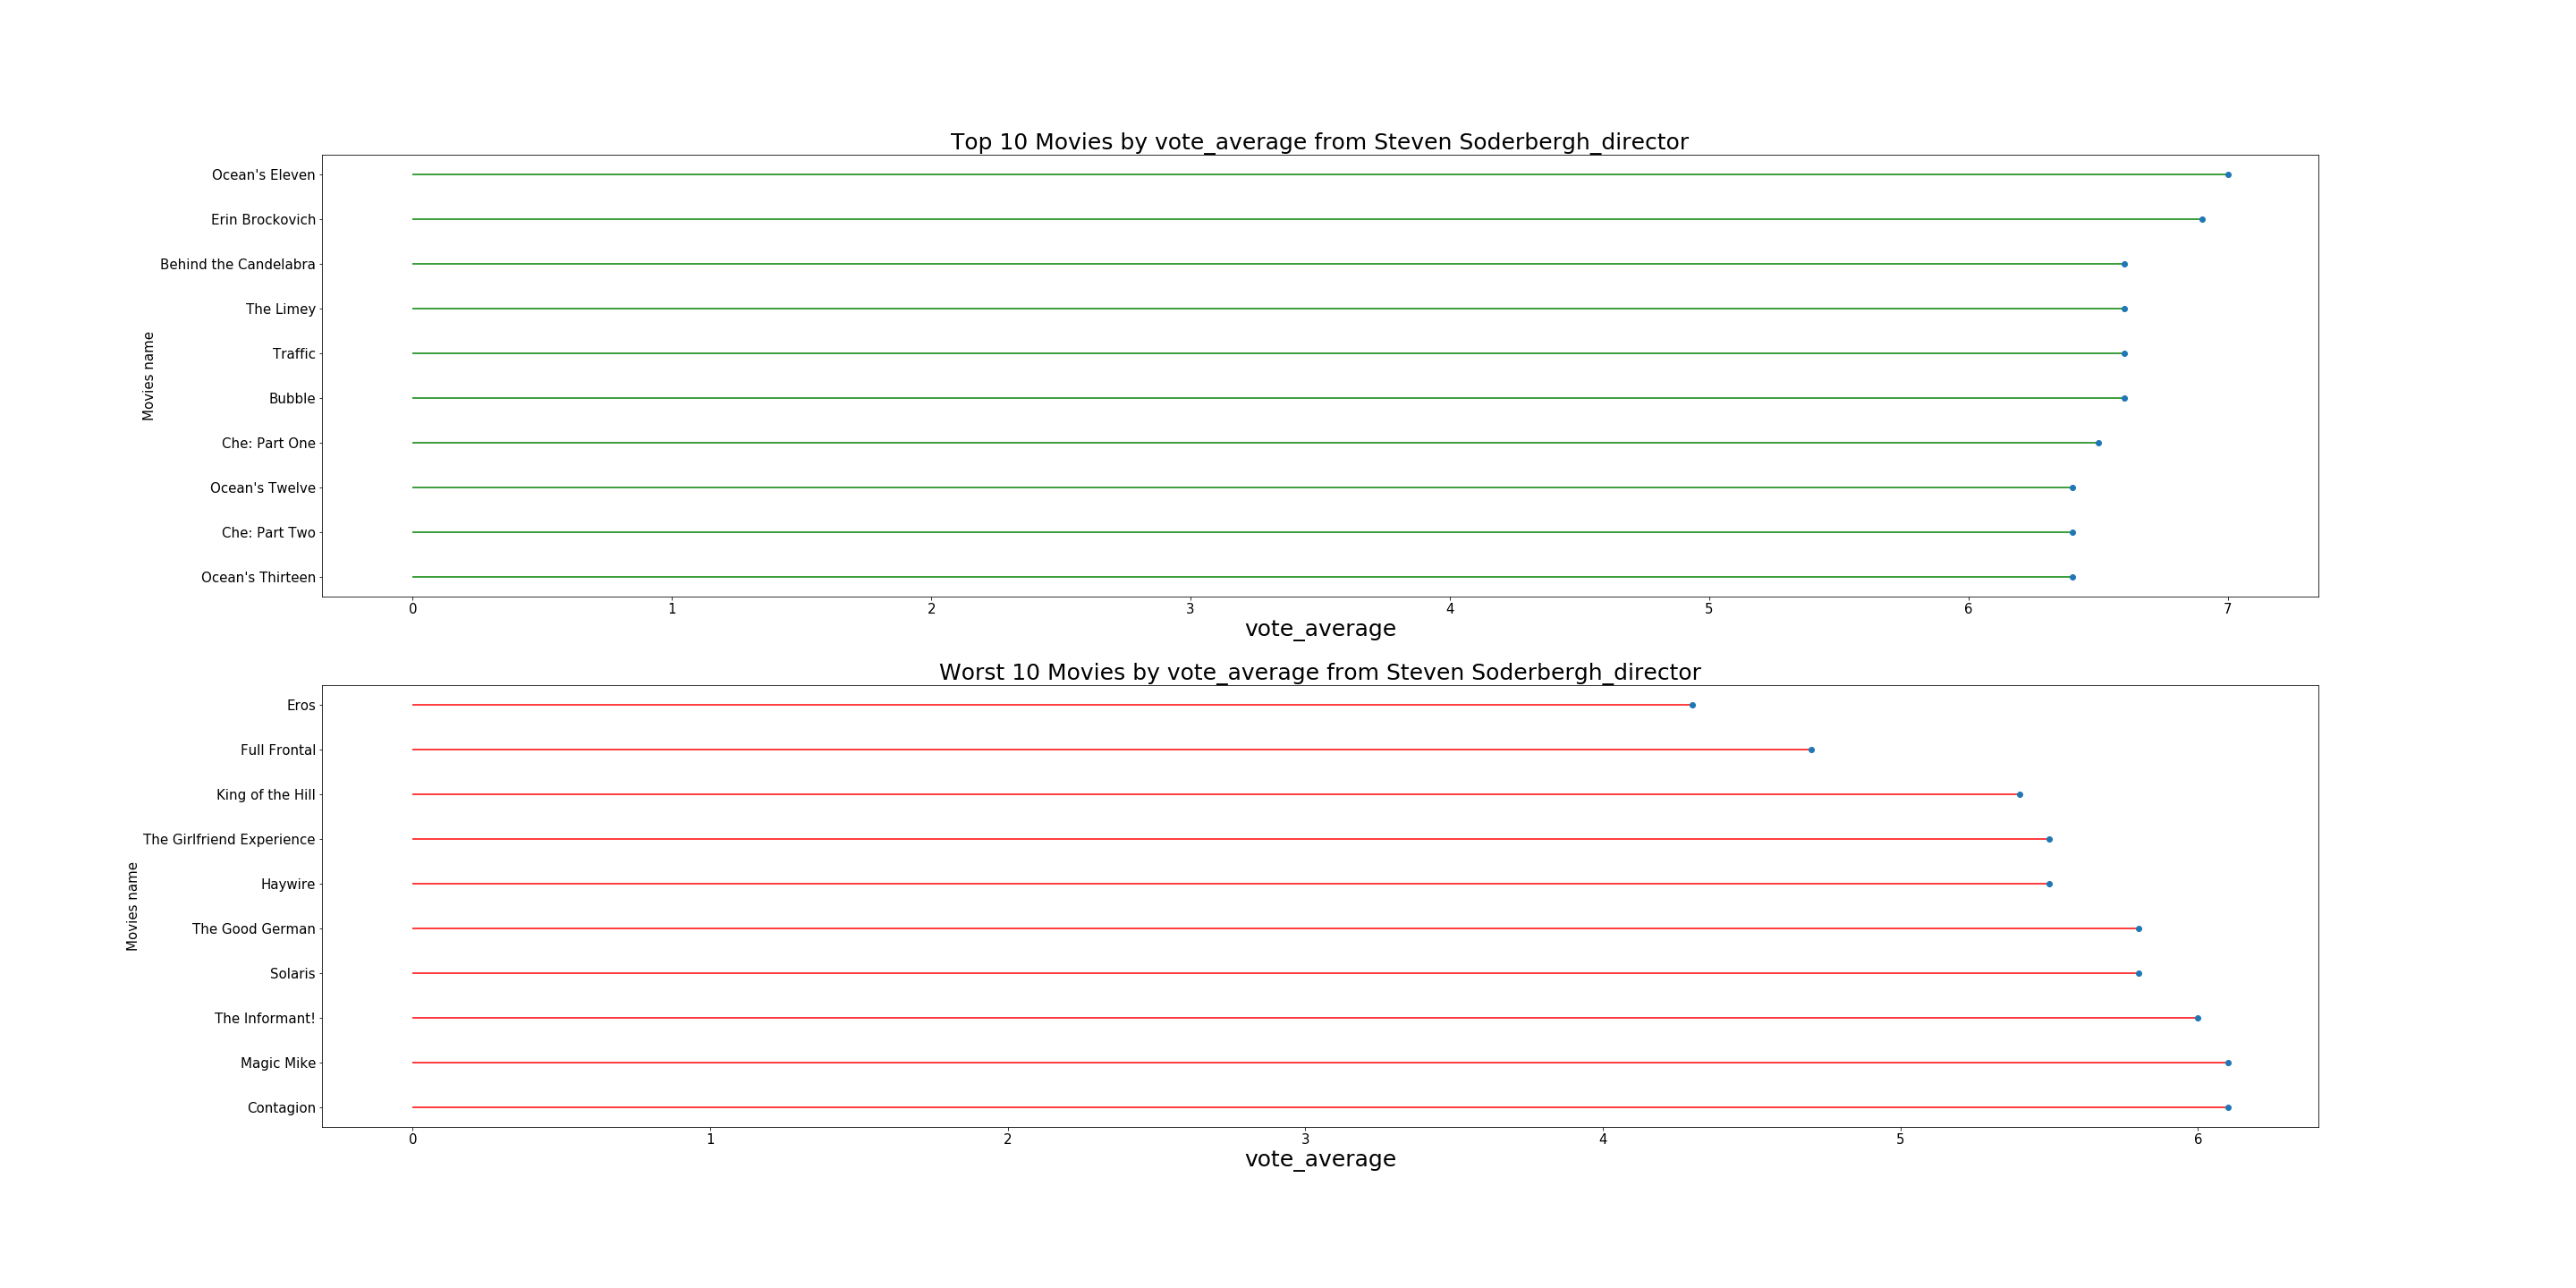 Top 10 Movies by vote_average from Steven Soderbergh_director
Movies name
Ocean's Eleven
Erin Brockovich
Behind the Candelabra
The Limey
Traffic
Bubble
Che: Part One
Ocean's Twelve
Che: Part Two
Ocean's Thirteen
0 1 2 3 4 5 6 7
vote_average
Worst 10 Movies by vote_average from Steven Soderbergh_director
Movies name
Eros
Full Frontal
King of the Hill
The Girlfriend Experience
Haywire
The Good German
Solaris
The Informant!
Magic Mike
Contagion
0 1 2 3 4 5 6
vote_average